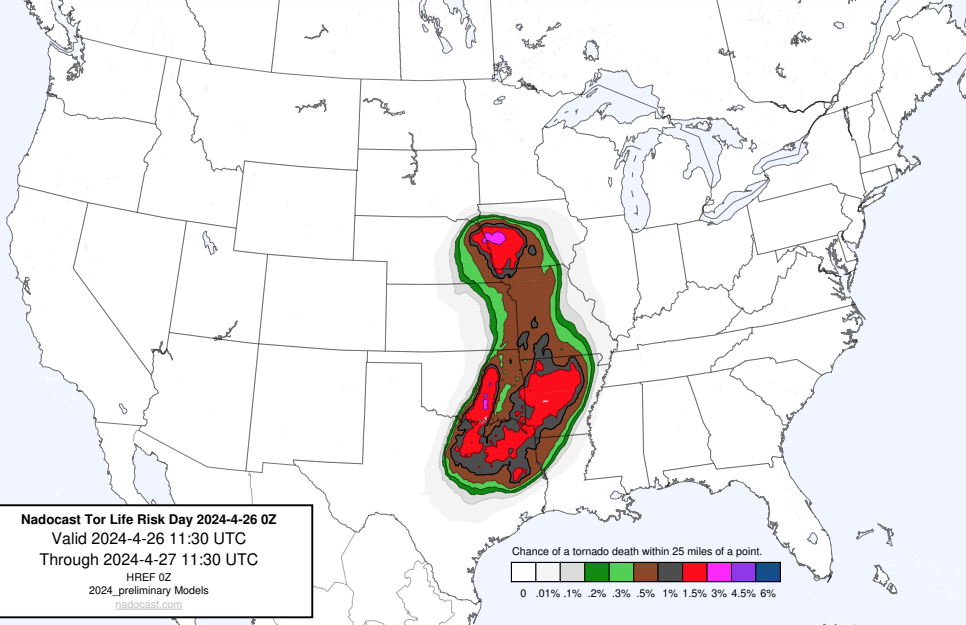 Nadocast Tor Life Risk Day 2024-4-26 0Z
Valid 2024-4-26 11:30 UTC
Through 2024-4-27 11:30 UTC
HREF 0Z
2024_preliminary Models
nadocast.com
Chance of a tornado death within 25 miles of a point.
0 .01% .1% .2% .3% .5% 1% 1.5% 3% 4.5% 6%